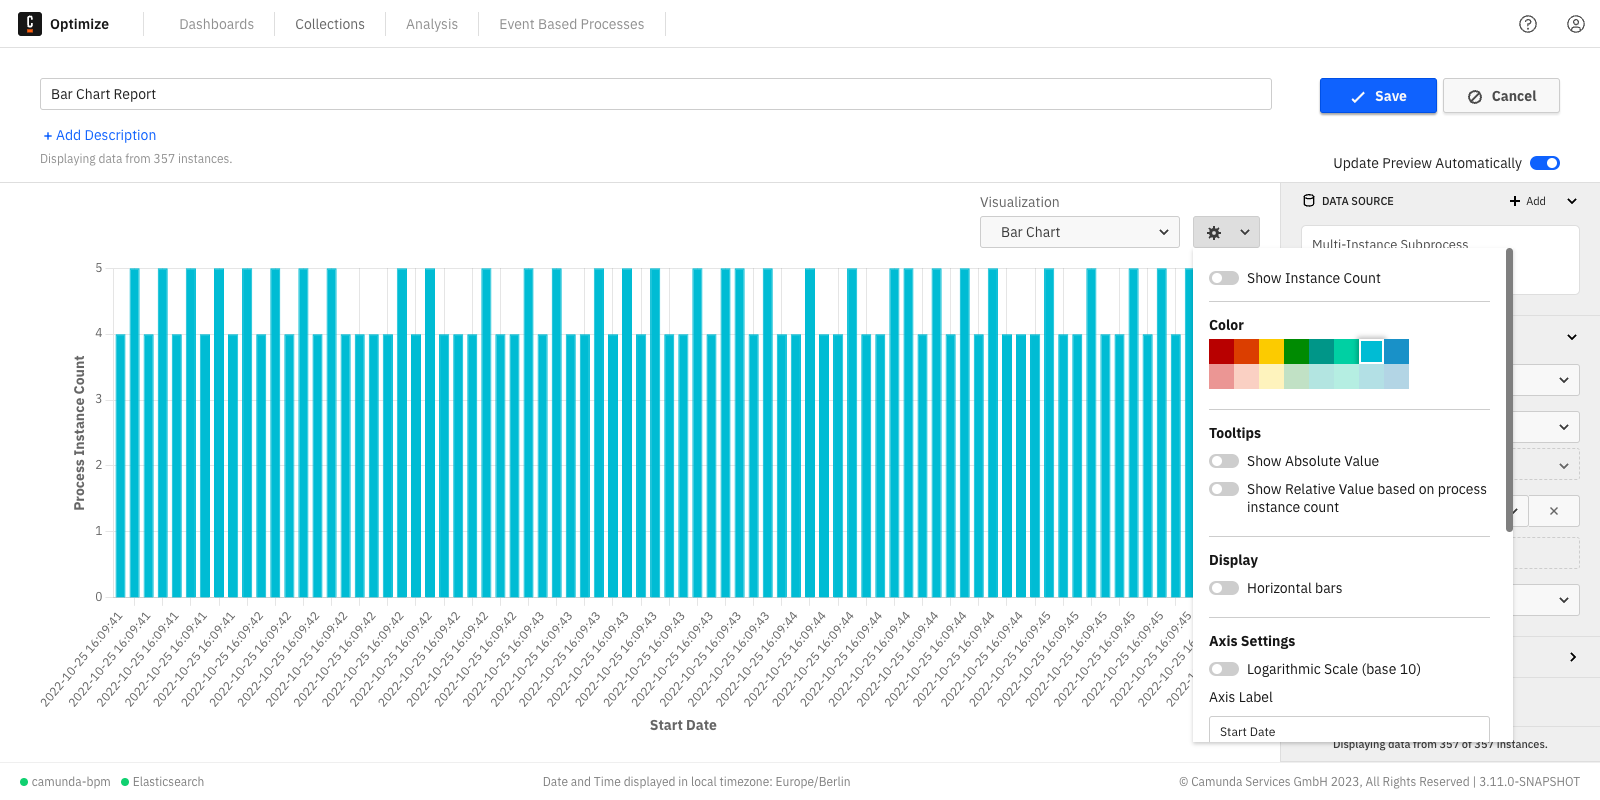 Optimize
Dashboards
Collections
Analysis
Event Based Processes
Bar Chart Report
Save
Cancel
+ Add Description
Displaying data from 357 instances.
Update Preview Automatically
Visualization
Bar Chart
DATA SOURCE
Add
Multi-Instance Subprocess
Show Instance Count
Color
Tooltips
Show Absolute Value
Show Relative Value based on process
instance count
Display
Horizontal bars
Axis Settings
Logarithmic Scale (base 10)
Axis Label
Start Date
Displaying data from 357 of 357 instances.
Process Instance Count
5
4
3
2
1
0
2022-10-25 16:09:41
2022-10-25 16:09:41
2022-10-25 16:09:41
2022-10-25 16:09:41
2022-10-25 16:09:41
2022-10-25 16:09:42
2022-10-25 16:09:42
2022-10-25 16:09:42
2022-10-25 16:09:42
2022-10-25 16:09:42
2022-10-25 16:09:42
2022-10-25 16:09:42
2022-10-25 16:09:42
2022-10-25 16:09:42
2022-10-25 16:09:42
2022-10-25 16:09:43
2022-10-25 16:09:43
2022-10-25 16:09:43
2022-10-25 16:09:43
2022-10-25 16:09:43
2022-10-25 16:09:43
2022-10-25 16:09:43
2022-10-25 16:09:43
2022-10-25 16:09:43
2022-10-25 16:09:44
2022-10-25 16:09:44
2022-10-25 16:09:44
2022-10-25 16:09:44
2022-10-25 16:09:44
2022-10-25 16:09:44
2022-10-25 16:09:44
2022-10-25 16:09:44
2022-10-25 16:09:44
2022-10-25 16:09:45
2022-10-25 16:09:45
2022-10-25 16:09:45
2022-10-25 16:09:45
2022-10-25 16:09:45
2022-10-25 16:09:45
Start Date
camunda-bpm
Elasticsearch
Date and Time displayed in local timezone: Europe/Berlin
© Camunda Services GmbH 2023, All Rights Reserved | 3.11.0-SNAPSHOT